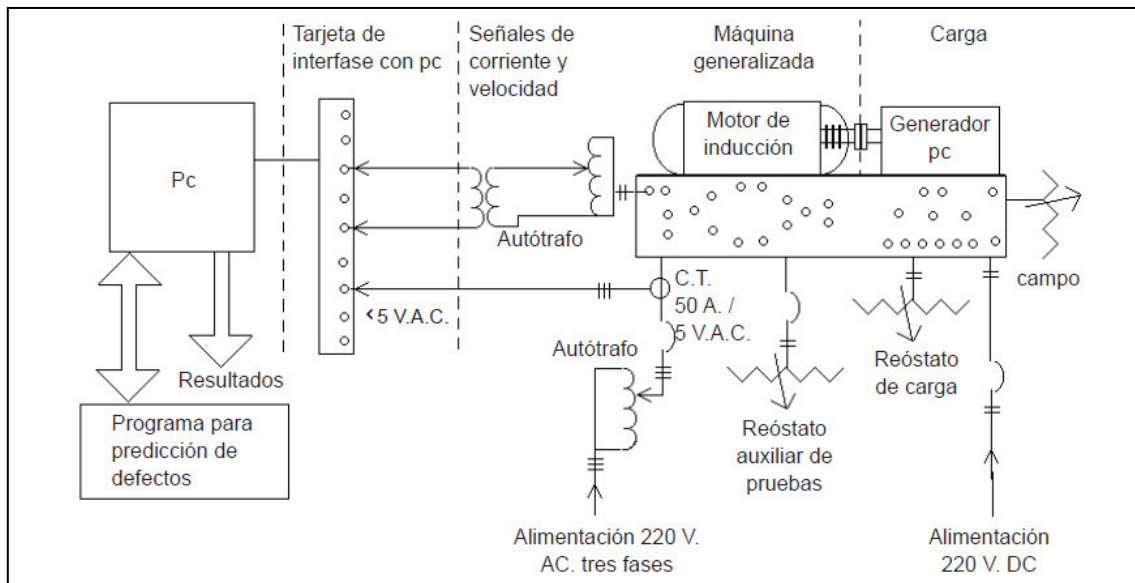 Tarjeta de
interfase con pc
Señales de
corriente y
velocidad
Máquina
generalizada
Carga
Pc
Motor de
inducción
Generador
pc
Autótrafo
campo
C.T.
50 A. /
5 V.A.C.
<5 V.A.C.
Autótrafo
Resultados
Reóstato
de carga
Programa para
predicción de
defectos
Reóstato
auxiliar de
pruebas
Alimentación 220 V.
AC. tres fases
Alimentación
220 V. DC